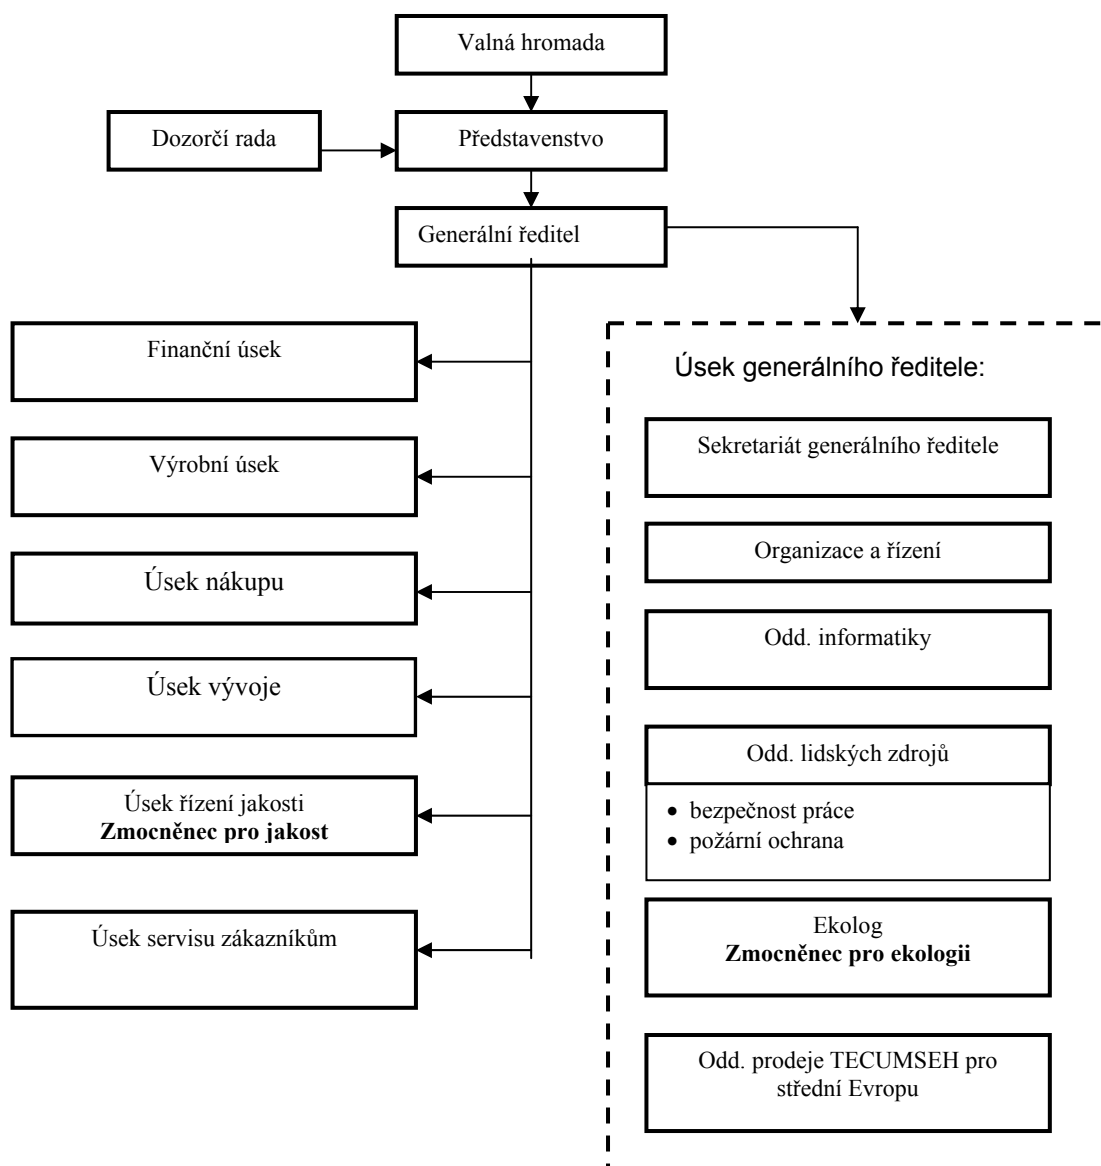 Valná hromada
Dozorčí rada
Představenstvo
Generální ředitel
Finanční úsek
Výrobní úsek
Úsek nákupu
Úsek vývoje
Úsek řízení jakosti
Zmocněnec pro jakost
Úsek servisu zákazníkům
Úsek generálního ředitele:
Sekretariát generálního ředitele
Organizace a řízení
Odd. informatiky
Odd. lidských zdrojů
• bezpečnost práce
• požární ochrana
Ekolog
Zmocněnec pro ekologii
Odd. prodeje TECUMSEH pro
střední Evropu